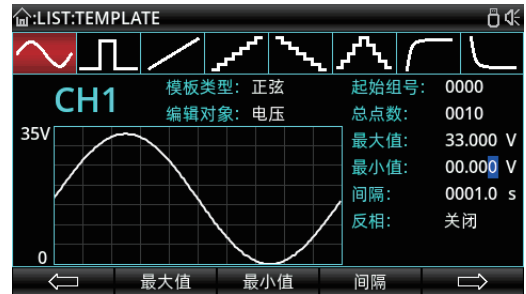 :LIST:TEMPLATE
CH1
模板类型: 正弦
编辑对象: 电压
起始组号: 0000
总点数: 0010
最大值: 33.000 V
最小值: 00.000 V
间隔: 0001.0 s
反相: 关闭
35V
0
最大值 最小值 间隔